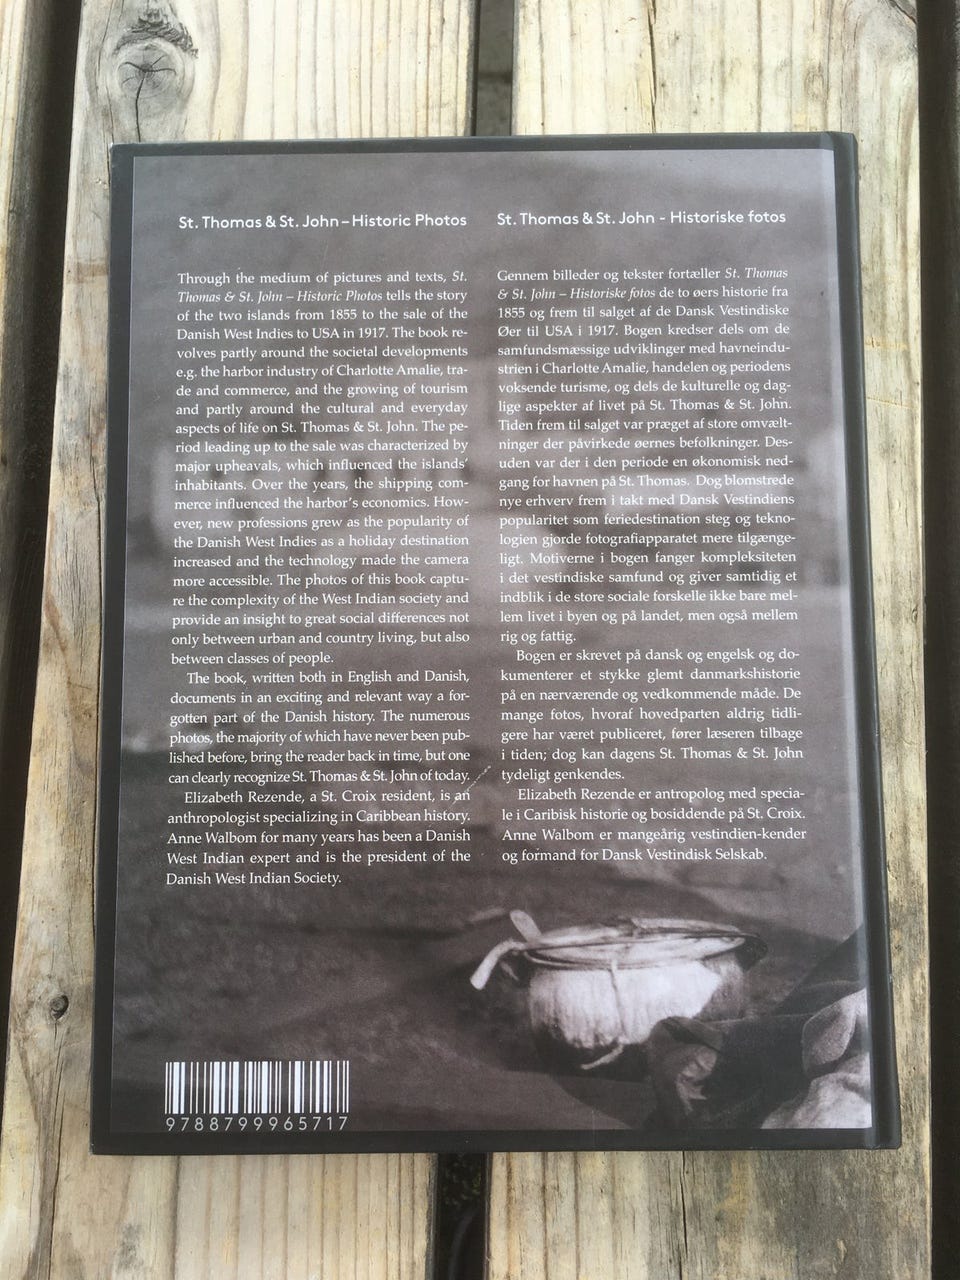 St. Thomas & St. John – Historic Photos
Through the medium of pictures and texts, St.
Thomas & St. John – Historic Photos tells the story
of the two islands from 1855 to the sale of the
Danish West Indies to USA in 1917. The book re-
volves partly around the societal developments
e.g. the harbor industry of Charlotte Amalie, tra-
de and commerce, and the growing of tourism
and partly around the cultural and everyday
aspects of life on St. Thomas & St. John. The pe-
riod leading up to the sale was characterized by
major upheavals, which influenced the islands'
inhabitants. Over the years, the shipping com-
merce influenced the harbor's economics. How-
ever, new professions grew as the popularity of
the Danish West Indies as a holiday destination
increased and the technology made the camera
more accessible. The photos of this book captu-
re the complexity of the West Indian society and
provide an insight to great social differences not
only between urban and country living, but also
between classes of people.
The book, written both in English and Danish,
documents in an exciting and relevant way a for-
gotten part of the Danish history. The numerous
photos, the majority of which have never been pub-
lished before, bring the reader back in time, but one
can clearly recognize St. Thomas & St. John of today.
Elizabeth Rezende, a St. Croix resident, is an
anthropologist specializing in Caribbean history.
Anne Walbom for many years has been a Danish
West Indian expert and is the president of the
Danish West Indian Society.
St. Thomas & St. John - Historiske fotos
Gennem billeder og tekster fortæller St. Thomas
& St. John – Historiske fotos de to øers historie fra
1855 og frem til salget af de Dansk Vestindiske
Øer til USA i 1917. Bogen kredser dels om de
samfundsmæssige udviklinger med havneindu-
strien i Charlotte Amalie, handelen og periodens
voksende turisme, og dels de kulturelle og dag-
lige aspekter af livet på St. Thomas & St. John.
Tiden frem til salget var præget af store omvælt-
ninger der påvirkede øernes befolkninger. Des-
uden var der i den periode en økonomisk ned-
gang for havnen på St. Thomas. Dog blomstrede
nye erhverv frem i takt med Dansk Vestindiens
popularitet som feriedestination steg og tekno-
logien gjorde fotografiapparatet mere tilgænge-
ligt. Motiverne i bogen fanger kompleksiteten
i det vestindiske samfund og giver samtidig et
indblik i de store sociale forskelle ikke bare mel-
lem livet i byen og på landet, men også mellem
rig og fattig.
Bogen er skrevet på dansk og engelsk og do-
kumenterer et stykke glemt danmarkshistorie
på en nærværende og vedkommende måde. De
mange fotos, hvoraf hovedparten aldrig tidli-
gere har været publiceret, fører læseren tilbage
i tiden; dog kan dagens St. Thomas & St. John
tydeligt genkendes.
Elizabeth Rezende er antropolog med specia-
le i Caribisk historie og bosiddende på St. Croix.
Anne Walbom er mangeårig vestindien-kender
og formand for Dansk Vestindisk Selskab.
9788799965717